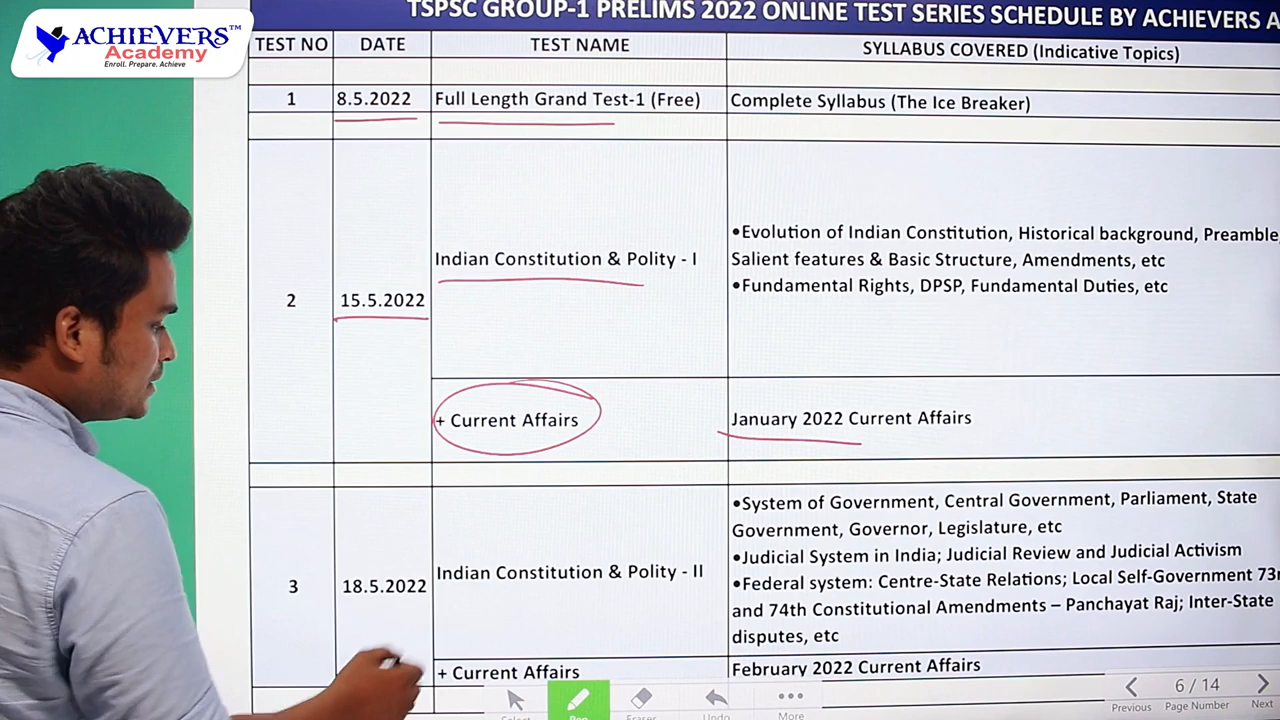 ACHIEVERS™
Academy
Enroll. Prepare. Achieve
TSPSC GROUP-1 PRELIMS 2022 ONLINE TEST SERIES SCHEDULE BY ACHIEVERS A
TEST NO DATE TEST NAME SYLLABUS COVERED (Indicative Topics)
1 8.5.2022 Full Length Grand Test-1 (Free) Complete Syllabus (The Ice Breaker)
2 15.5.2022 Indian Constitution & Polity - I
•Evolution of Indian Constitution, Historical background, Preamble,
Salient features & Basic Structure, Amendments, etc
•Fundamental Rights, DPSP, Fundamental Duties, etc
+ Current Affairs January 2022 Current Affairs
3 18.5.2022 Indian Constitution & Polity - II
•System of Government, Central Government, Parliament, State
Government, Governor, Legislature, etc
•Judicial System in India; Judicial Review and Judicial Activism
•Federal system: Centre-State Relations; Local Self-Government 73r
and 74th Constitutional Amendments – Panchayat Raj; Inter-State
disputes, etc
+ Current Affairs February 2022 Current Affairs
Select Pen Eraser Undo More
6 / 14
Previous Page Number Next